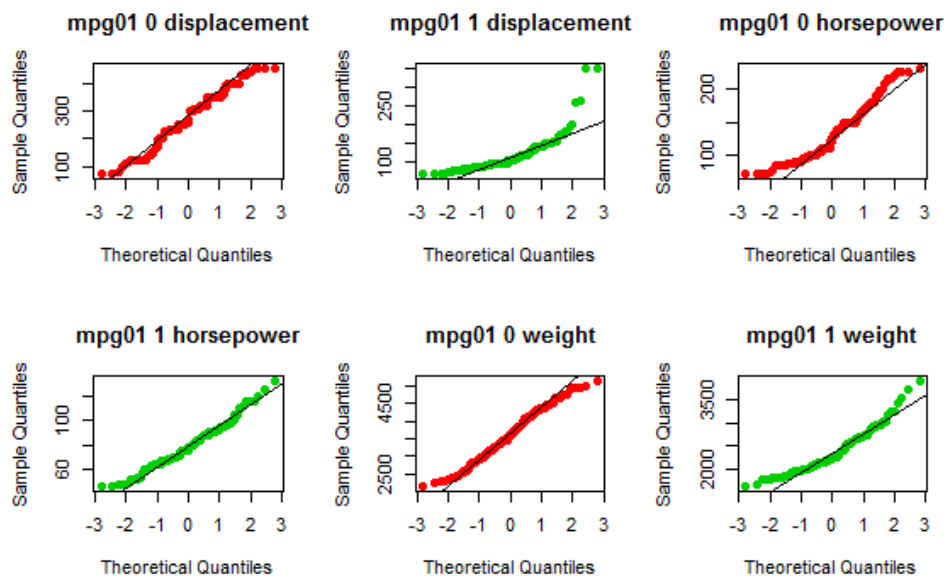 mpg01 0 displacement
Sample Quantiles
100 300
-3 -2 -1 0 1 2 3
Theoretical Quantiles
mpg01 1 displacement
Sample Quantiles
100 250
-3 -2 -1 0 1 2 3
Theoretical Quantiles
mpg01 0 horsepower
Sample Quantiles
100 200
-3 -2 -1 0 1 2 3
Theoretical Quantiles
mpg01 1 horsepower
Sample Quantiles
60 100
-3 -2 -1 0 1 2 3
Theoretical Quantiles
mpg01 0 weight
Sample Quantiles
2500 4500
-3 -2 -1 0 1 2 3
Theoretical Quantiles
mpg01 1 weight
Sample Quantiles
2000 3500
-3 -2 -1 0 1 2 3
Theoretical Quantiles